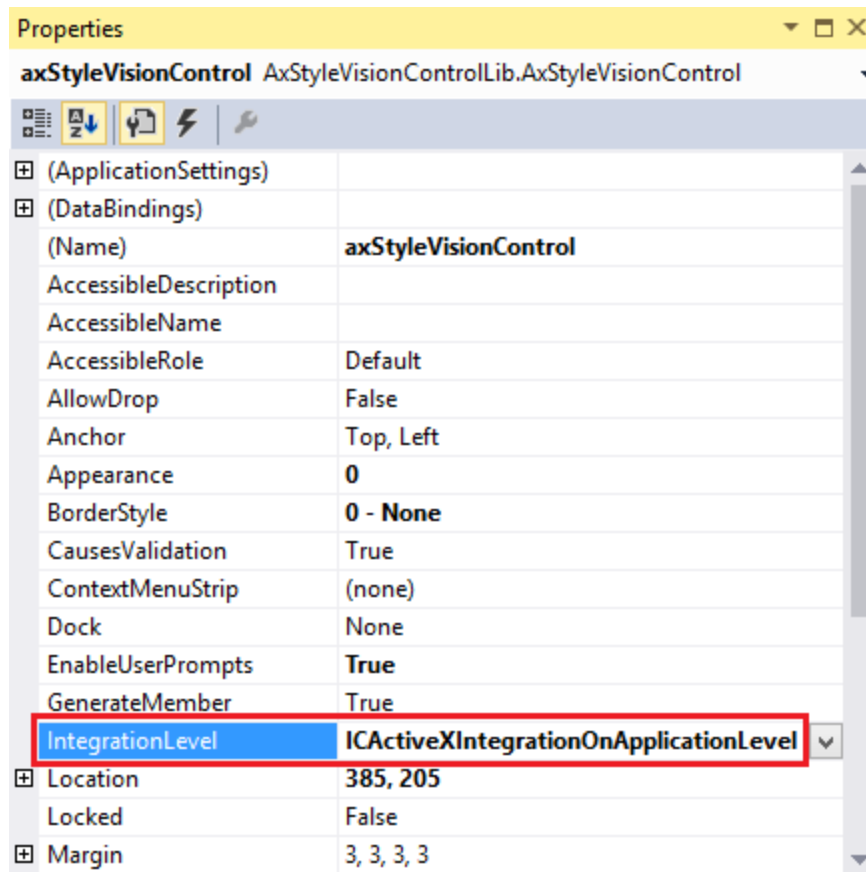 Properties
axStyleVisionControl AxStyleVisionControlLib.AxStyleVisionControl
(ApplicationSettings)
(DataBindings)
(Name) axStyleVisionControl
AccessibleDescription
AccessibleName
AccessibleRole Default
AllowDrop False
Anchor Top, Left
Appearance 0
BorderStyle 0 - None
CausesValidation True
ContextMenuStrip (none)
Dock None
EnableUserPrompts True
GenerateMember True
IntegrationLevel ICActiveXIntegrationOnApplicationLevel
Location 385, 205
Locked False
Margin 3, 3, 3, 3